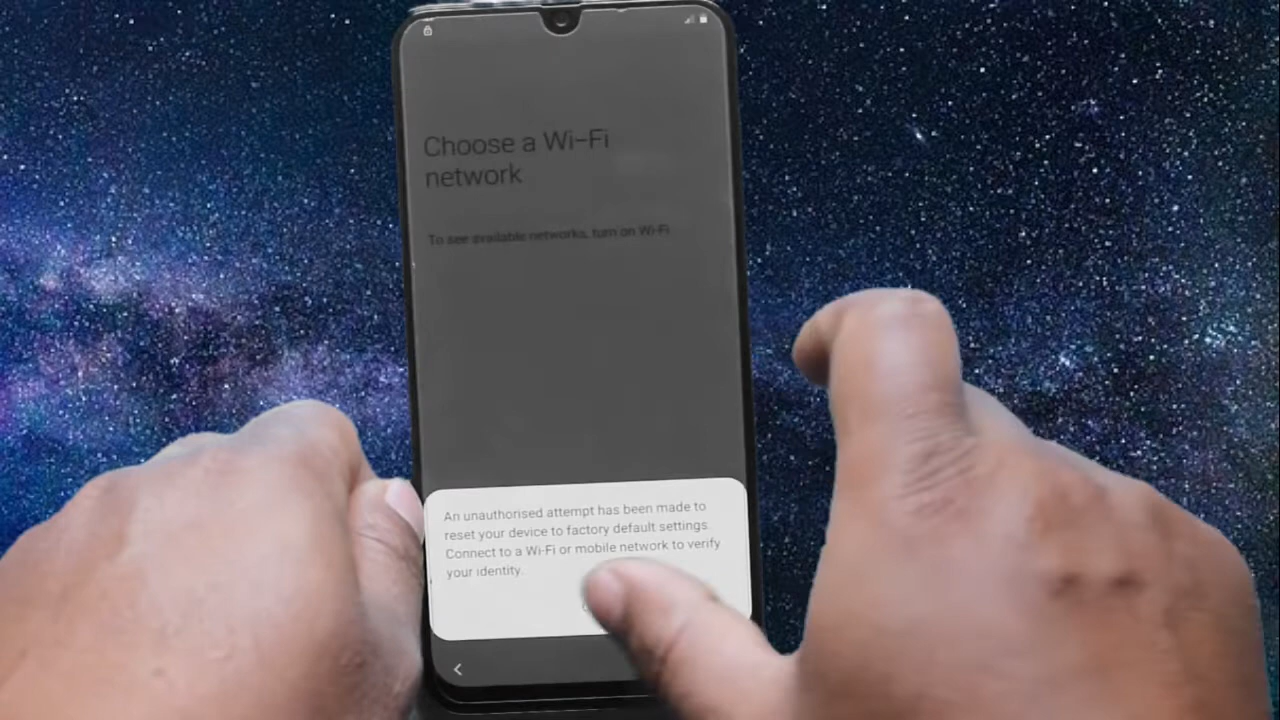 Choose a Wi-Fi
network
To see available networks, turn on Wi-Fi.
An unauthorised attempt has been made to
reset your device to factory default settings.
Connect to a Wi-Fi or mobile network to verify
your identity.